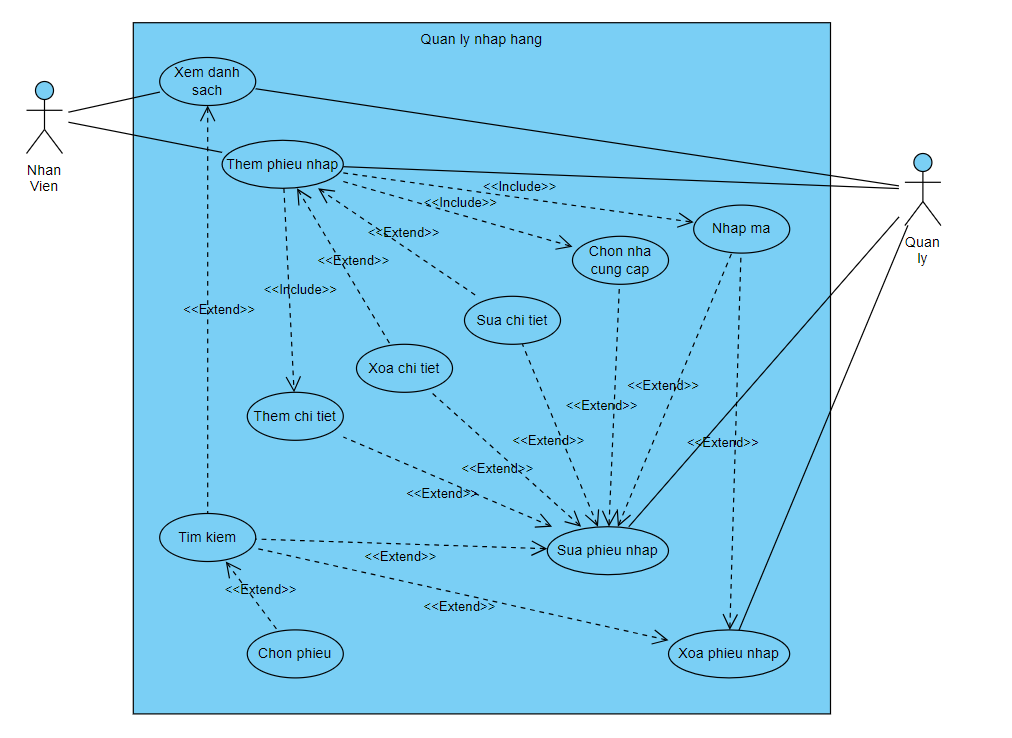 Quan ly nhap hang
Xem danh
sach
Nhan
Vien
Them phieu nhap
<<Include>>
<<Include>>
Nhap ma
<<Extend>>
Quan
ly
Chon nha
cung cap
<<Extend>>
<<Include>>
<<Extend>>
Sua chi tiet
Xoa chi tiet
<<Extend>>
<<Extend>>
Them chi tiet
<<Extend>>
<<Extend>>
<<Extend>>
<<Extend>>
Tim kiem
<<Extend>>
Sua phieu nhap
<<Extend>>
<<Extend>>
Chon phieu
Xoa phieu nhap